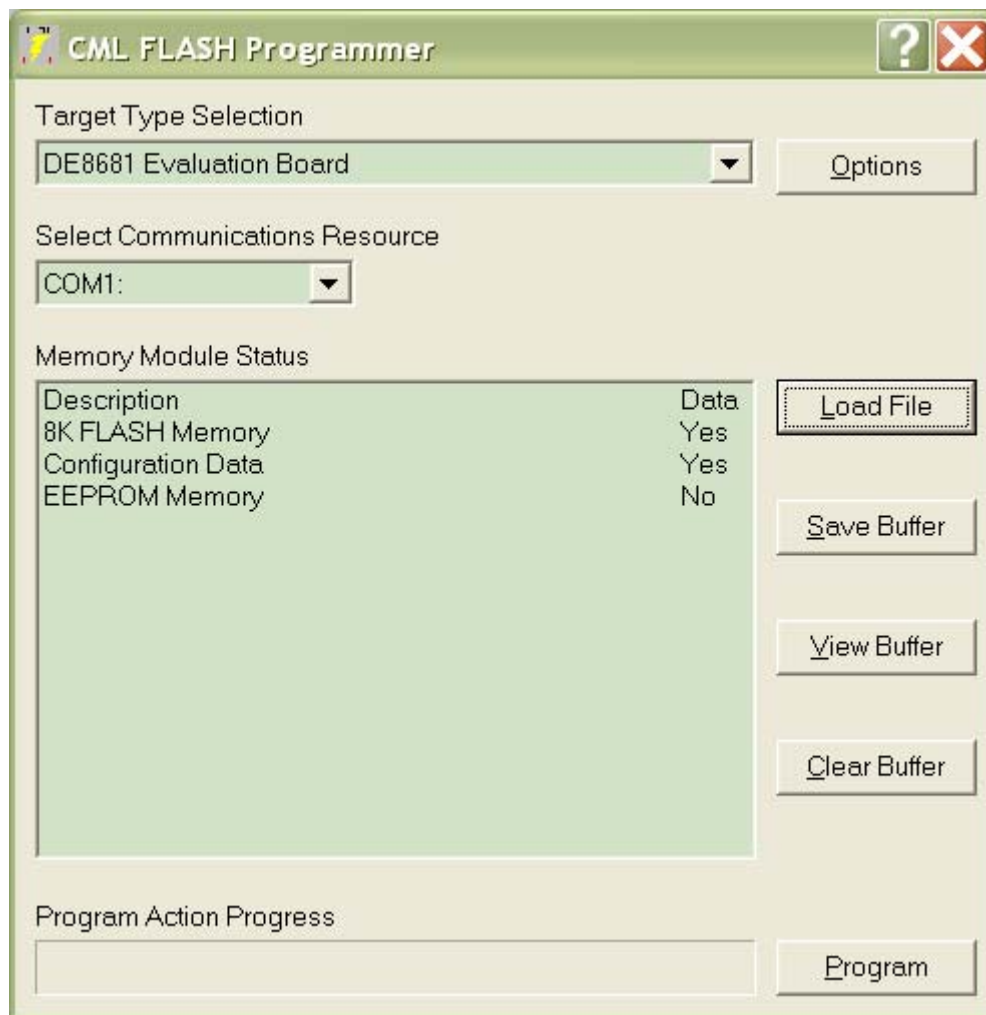 CML FLASH Programmer
Target Type Selection
DE8681 Evaluation Board
Options
Select Communications Resource
COM1:
Memory Module Status
Description Data
8K FLASH Memory Yes
Configuration Data Yes
EEPROM Memory No
Load File
Save Buffer
View Buffer
Clear Buffer
Program Action Progress
Program